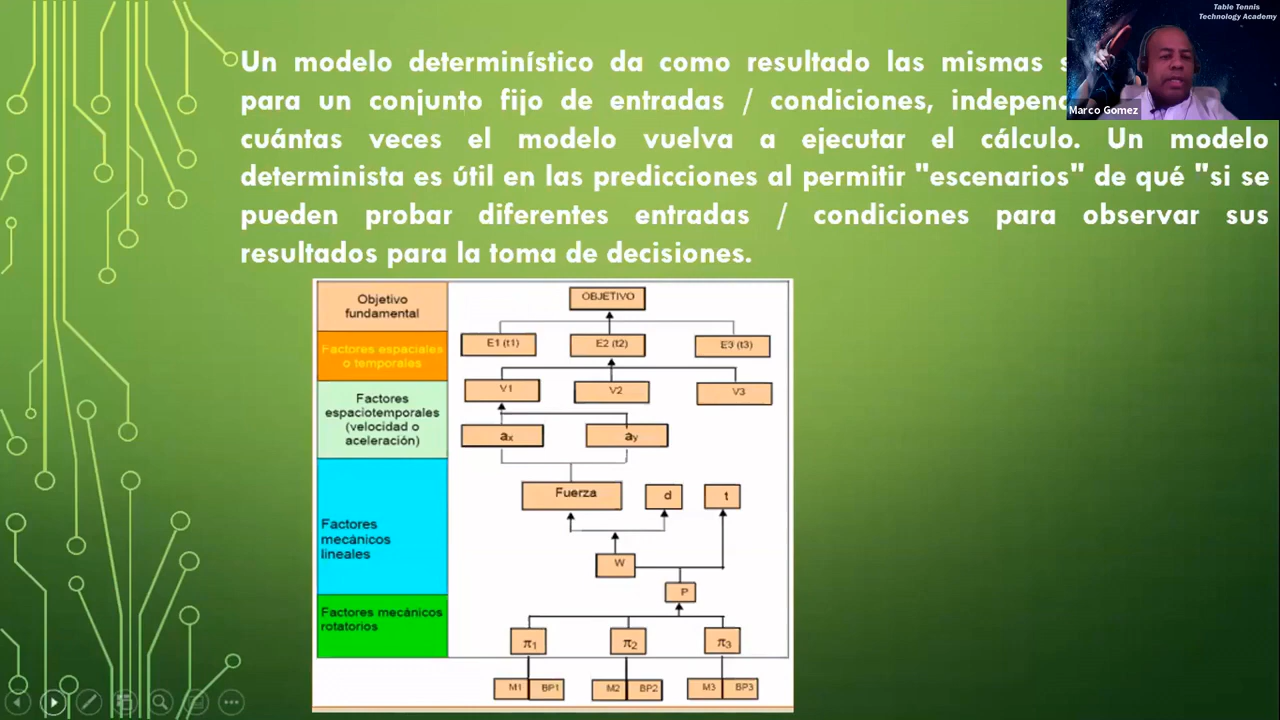 Table Tennis
Technology Academy
Marco Gomez
Un modelo determinístico da como resultado las mismas
para un conjunto fijo de entradas / condiciones,
cuántas veces el modelo vuelva a ejecutar el cálculo. Un modelo
determinista es útil en las predicciones al permitir "escenarios" de qué "si se
pueden probar diferentes entradas / condiciones para observar sus
resultados para la toma de decisiones.
Objetivo
fundamental
OBJETIVO
Factores espaciales
o temporales
E1 (t1) E2 (t2) E3 (t3)
Factores
espaciotemporales
(velocidad o
aceleración)
V1 V2 V3
ax ay
Factores
mecánicos
lineales
Fuerza d t
W
P
Factores mecánicos
rotatorios
π1 π2 π3
M1 BP1 M2 BP2 M3 BP3